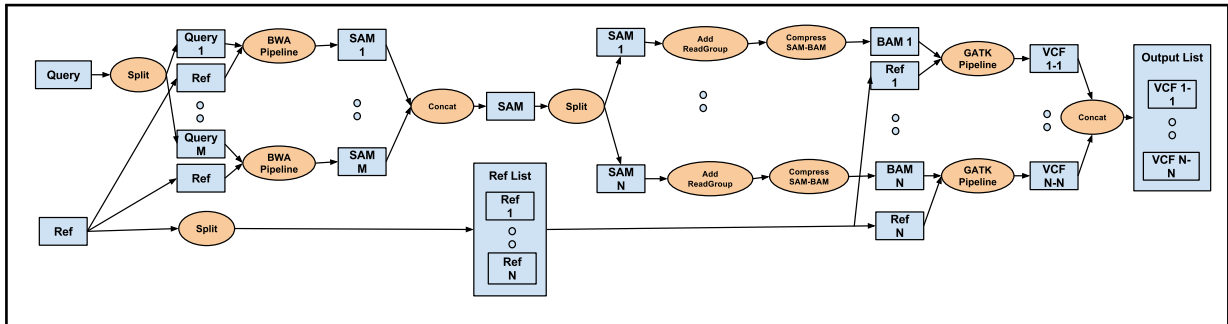 Query
Split
Query
1
Ref
Query
M
Ref
BWA
Pipeline
BWA
Pipeline
SAM
1
SAM
M
Concat
SAM
Split
SAM
1
SAM
N
Add
ReadGroup
Add
ReadGroup
Compress
SAM-BAM
Compress
SAM-BAM
BAM 1
Ref
1
BAM
N
Ref
N
GATK
Pipeline
GATK
Pipeline
VCF
1-1
VCF
N-N
Concat
Output List
VCF 1-
1
VCF N-
N
Ref
Split
Ref List
Ref
1
Ref
N